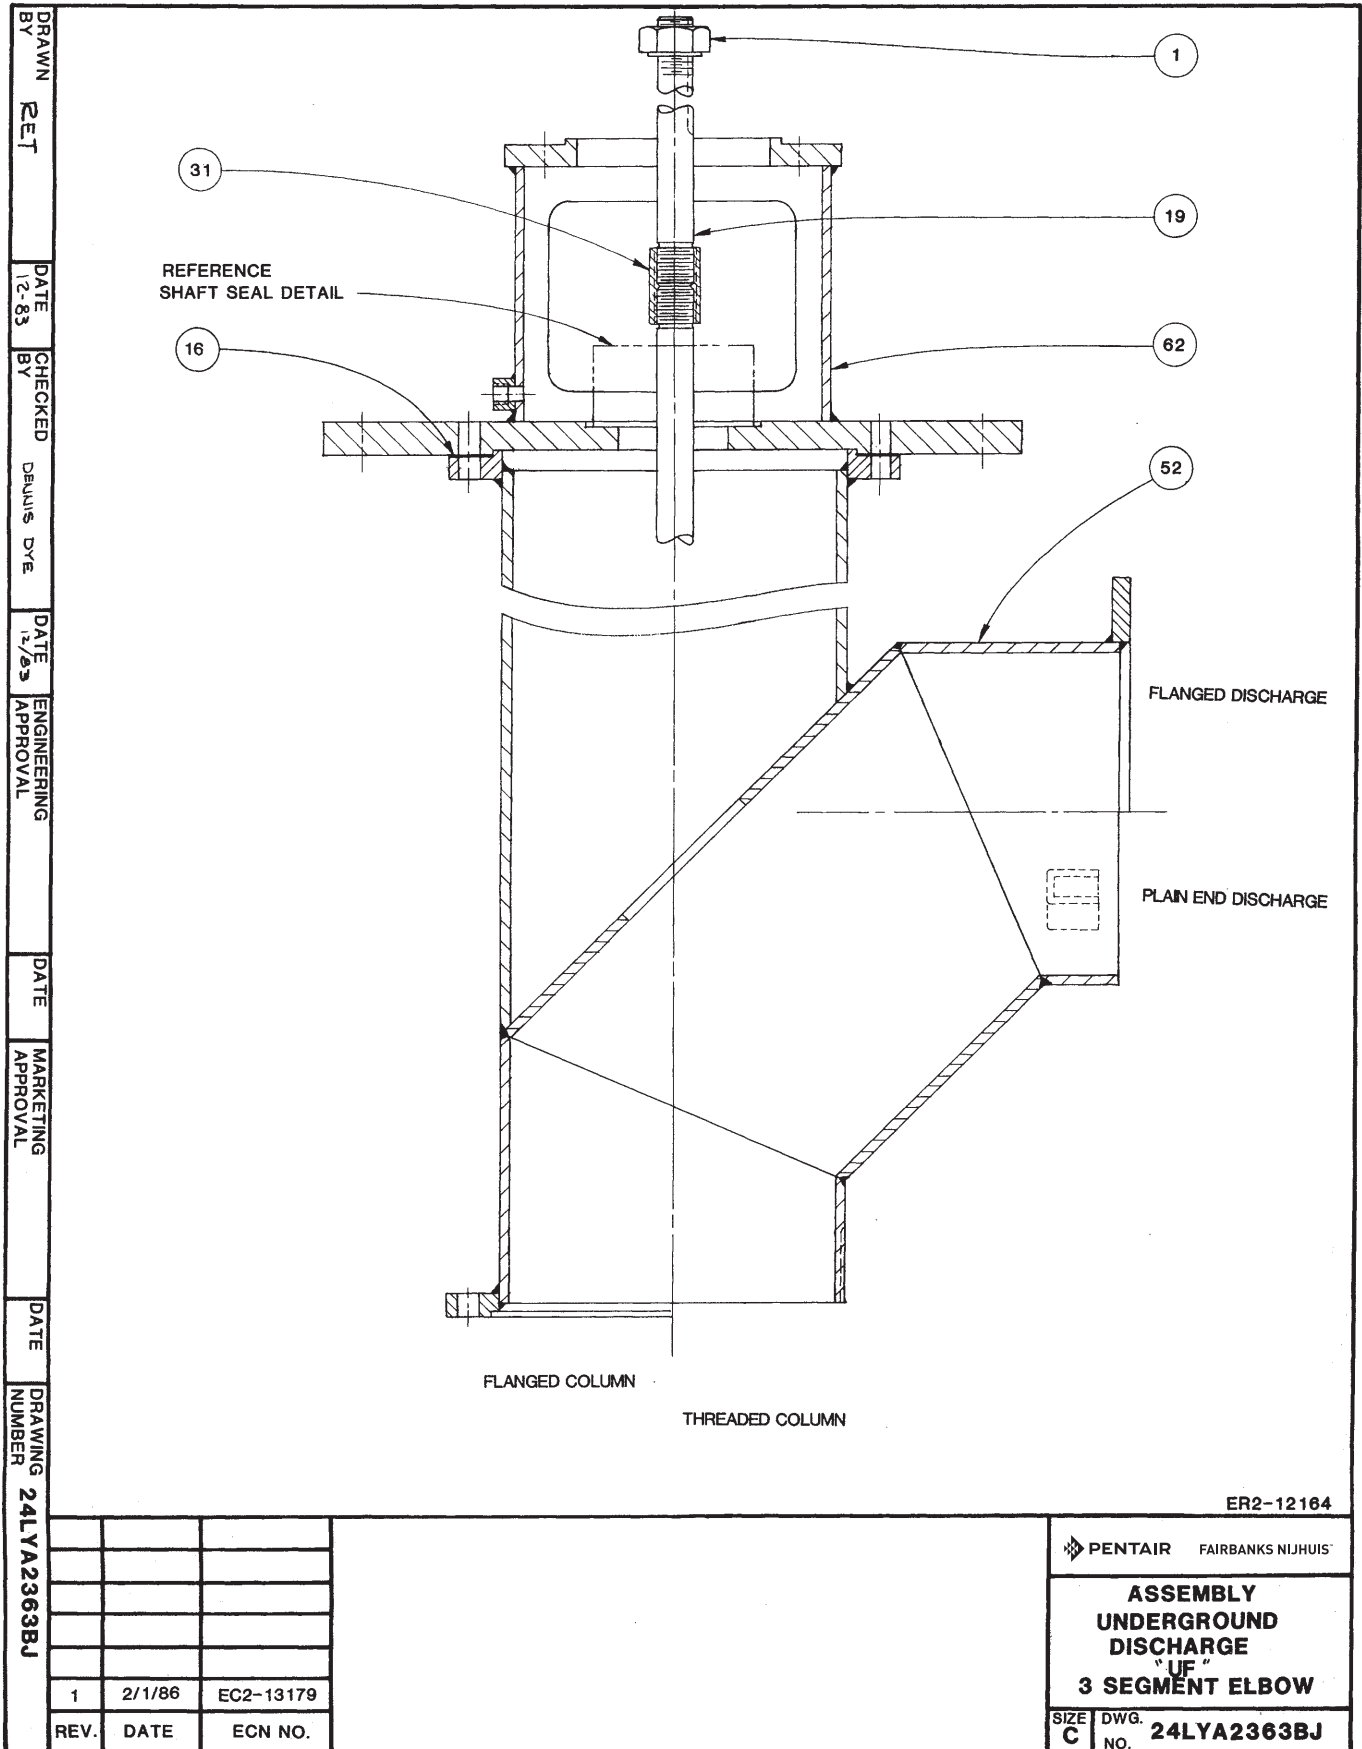 1
31
19
REFERENCE
SHAFT SEAL DETAIL
16
62
52
FLANGED DISCHARGE
PLAIN END DISCHARGE
FLANGED COLUMN
THREADED COLUMN
ER2-12164
DRAWN
BY
RET
DATE
12-83
CHECKED
BY
DENNIS DYE
DATE
12/83
ENGINEERING
APPROVAL
DATE
MARKETING
APPROVAL
DATE
DRAWING
NUMBER
24LYA2363BJ
1 2/1/86 EC2-13179
REV. DATE ECN NO.
PENTAIR FAIRBANKS NIJHUIS™
ASSEMBLY
UNDERGROUND
DISCHARGE
"UF"
3 SEGMENT ELBOW
SIZE
C
DWG.
NO. 24LYA2363BJ